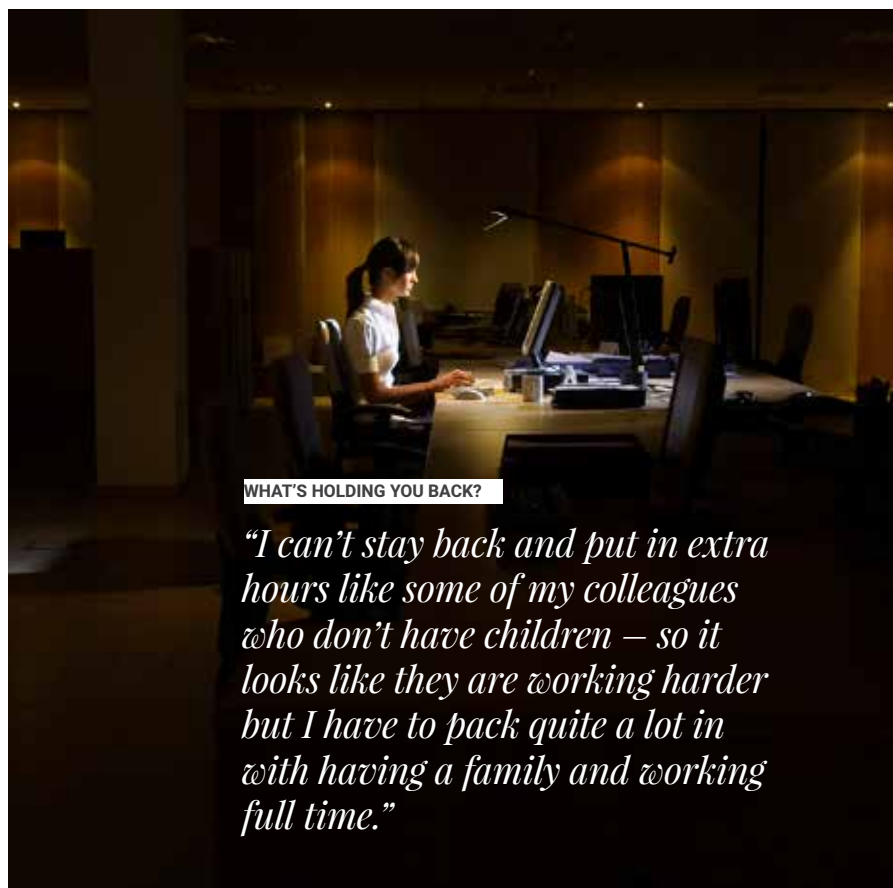 WHAT’S HOLDING YOU BACK?
“I can’t stay back and put in extra
hours like some of my colleagues
who don’t have children – so it
looks like they are working harder
but I have to pack quite a lot in
with having a family and working
full time.”